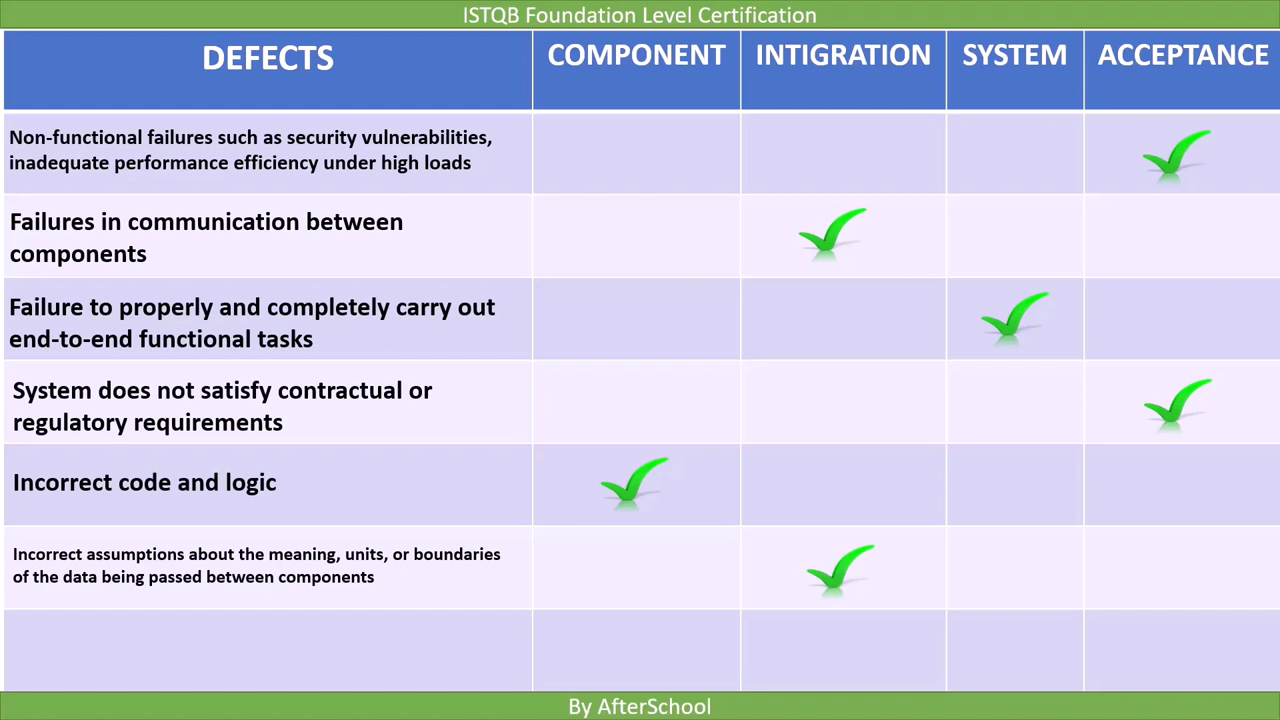 ISTQB Foundation Level Certification
DEFECTS COMPONENT INTIGRATION SYSTEM ACCEPTANCE
Non-functional failures such as security vulnerabilities,
inadequate performance efficiency under high loads
Failures in communication between
components
Failure to properly and completely carry out
end-to-end functional tasks
System does not satisfy contractual or
regulatory requirements
Incorrect code and logic
Incorrect assumptions about the meaning, units, or boundaries
of the data being passed between components
By AfterSchool